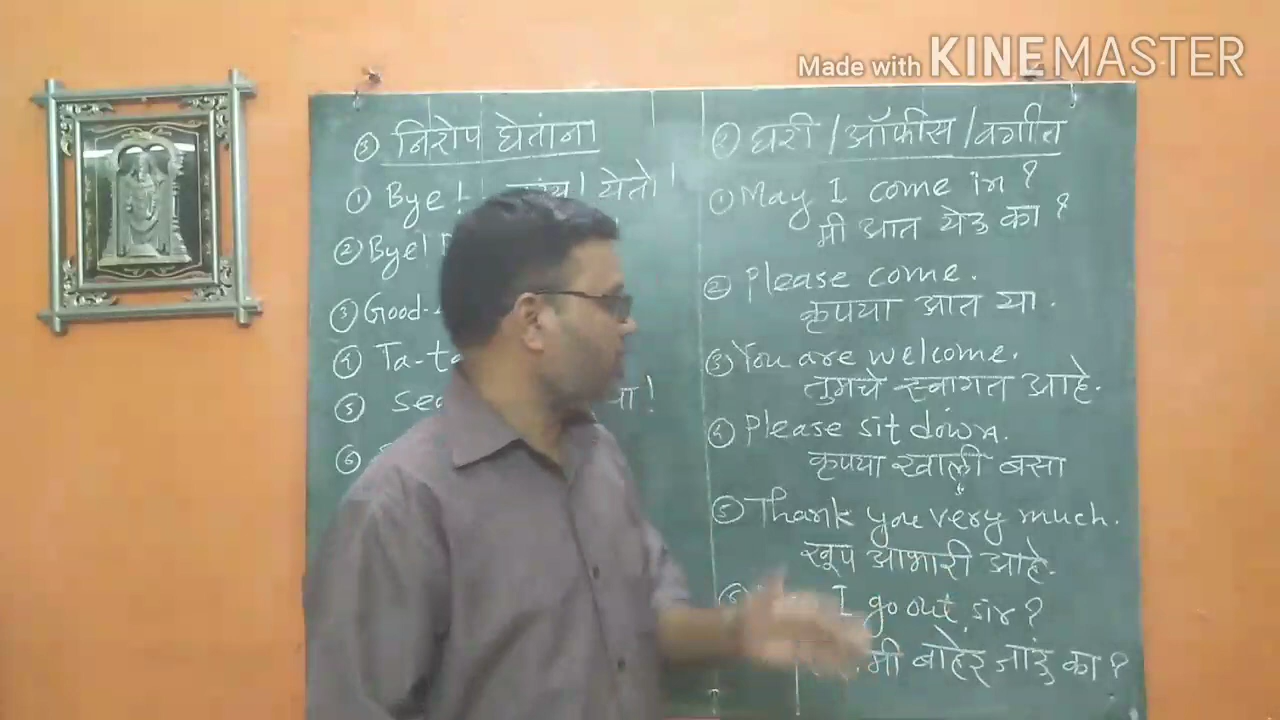 Made with KINEMASTER
③ निरोप घेतांना
① Bye! येतो!
② Bye!
③ Good-
④ Ta-ta
⑤ See
⑥
घरी / ऑफीस / वर्गात
① May I come in?
मी आत येउ का?
② Please come.
कृपया आत या.
③ You are welcome.
तुमचे स्वागत आहे.
④ Please sit down.
कृपया खाली बसा
⑤ Thank you very much.
खूप आभारी आहे.
⑥ I go out, sir?
मी बाहेर जाउं का?